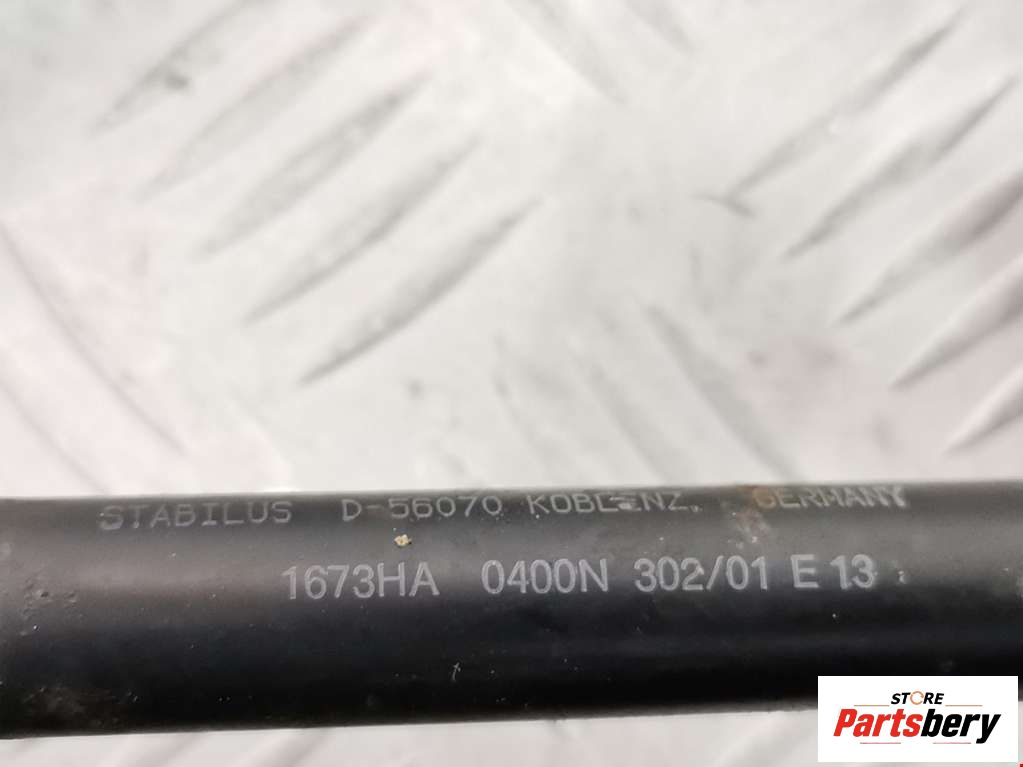 STABILUS D-56070 KOBLENZ, GERMANY
1673HA 0400N 302/01 E 13
STORE
Partsbery